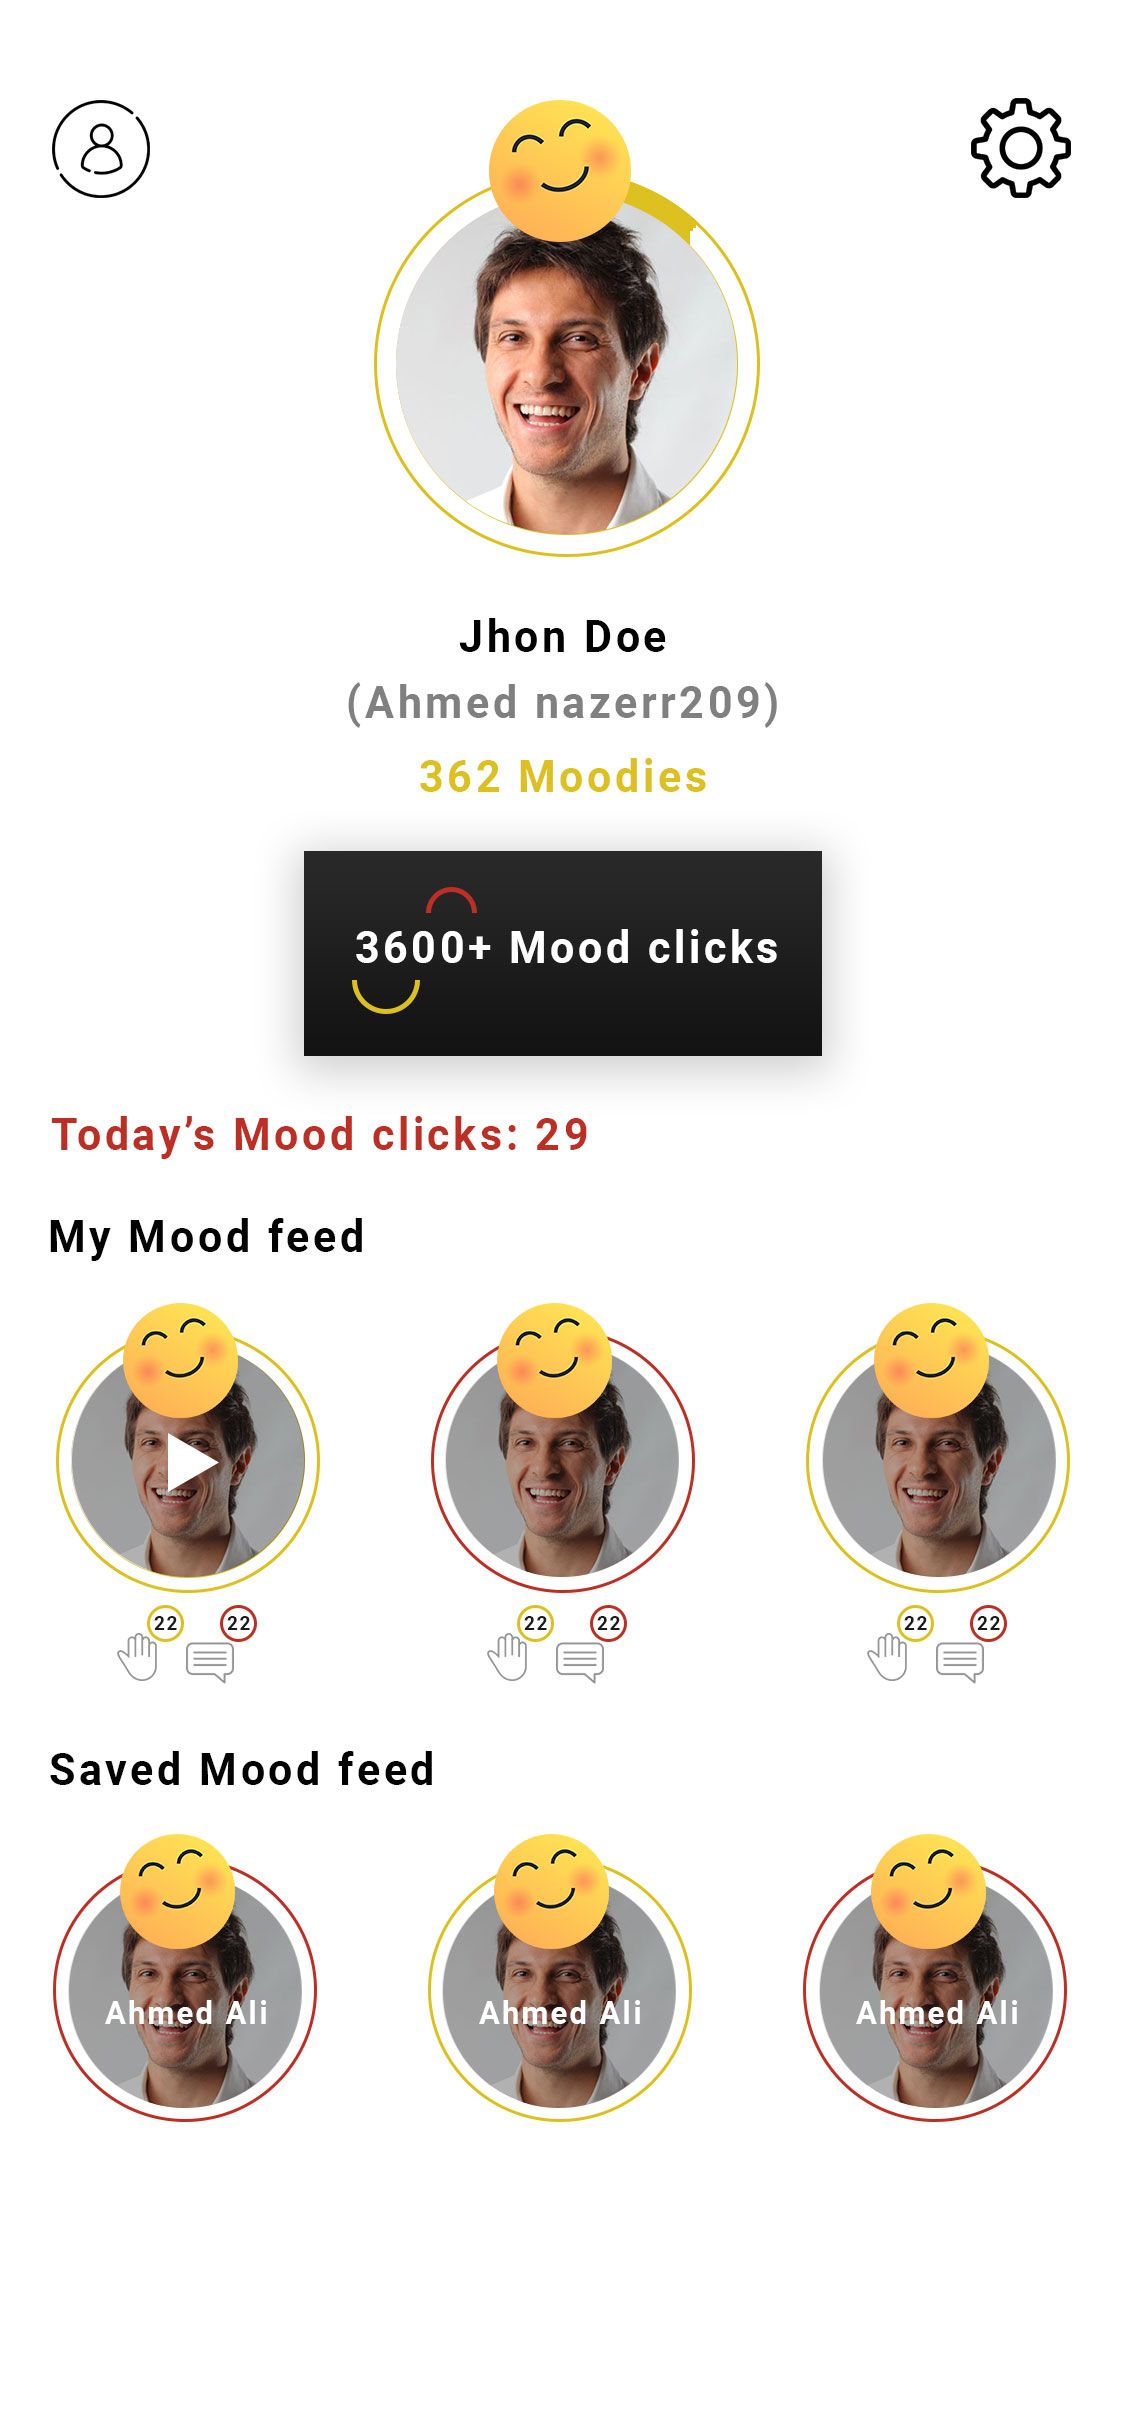 Jhon Doe
(Ahmed nazerr209)
362 Moodies
3600+ Mood clicks
Today’s Mood clicks: 29
My Mood feed
22 22 22 22 22 22
Saved Mood feed
Ahmed Ali Ahmed Ali Ahmed Ali